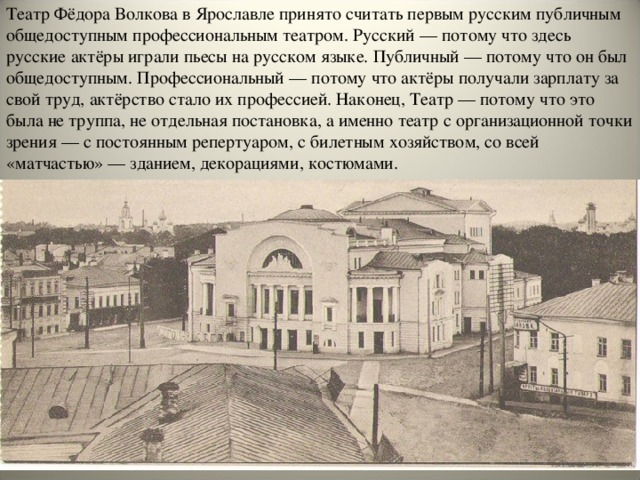 Театр Фёдора Волкова в Ярославле принято считать первым русским публичным
общедоступным профессиональным театром. Русский — потому что здесь
русские актёры играли пьесы на русском языке. Публичный — потому что он был
общедоступным. Профессиональный — потому что актёры получали зарплату за
свой труд, актёрство стало их профессией. Наконец, Театр — потому что это
была не труппа, не отдельная постановка, а именно театр с организационной точки
зрения — с постоянным репертуаром, с билетным хозяйством, со всей
«матчастью» — зданием, декорациями, костюмами.